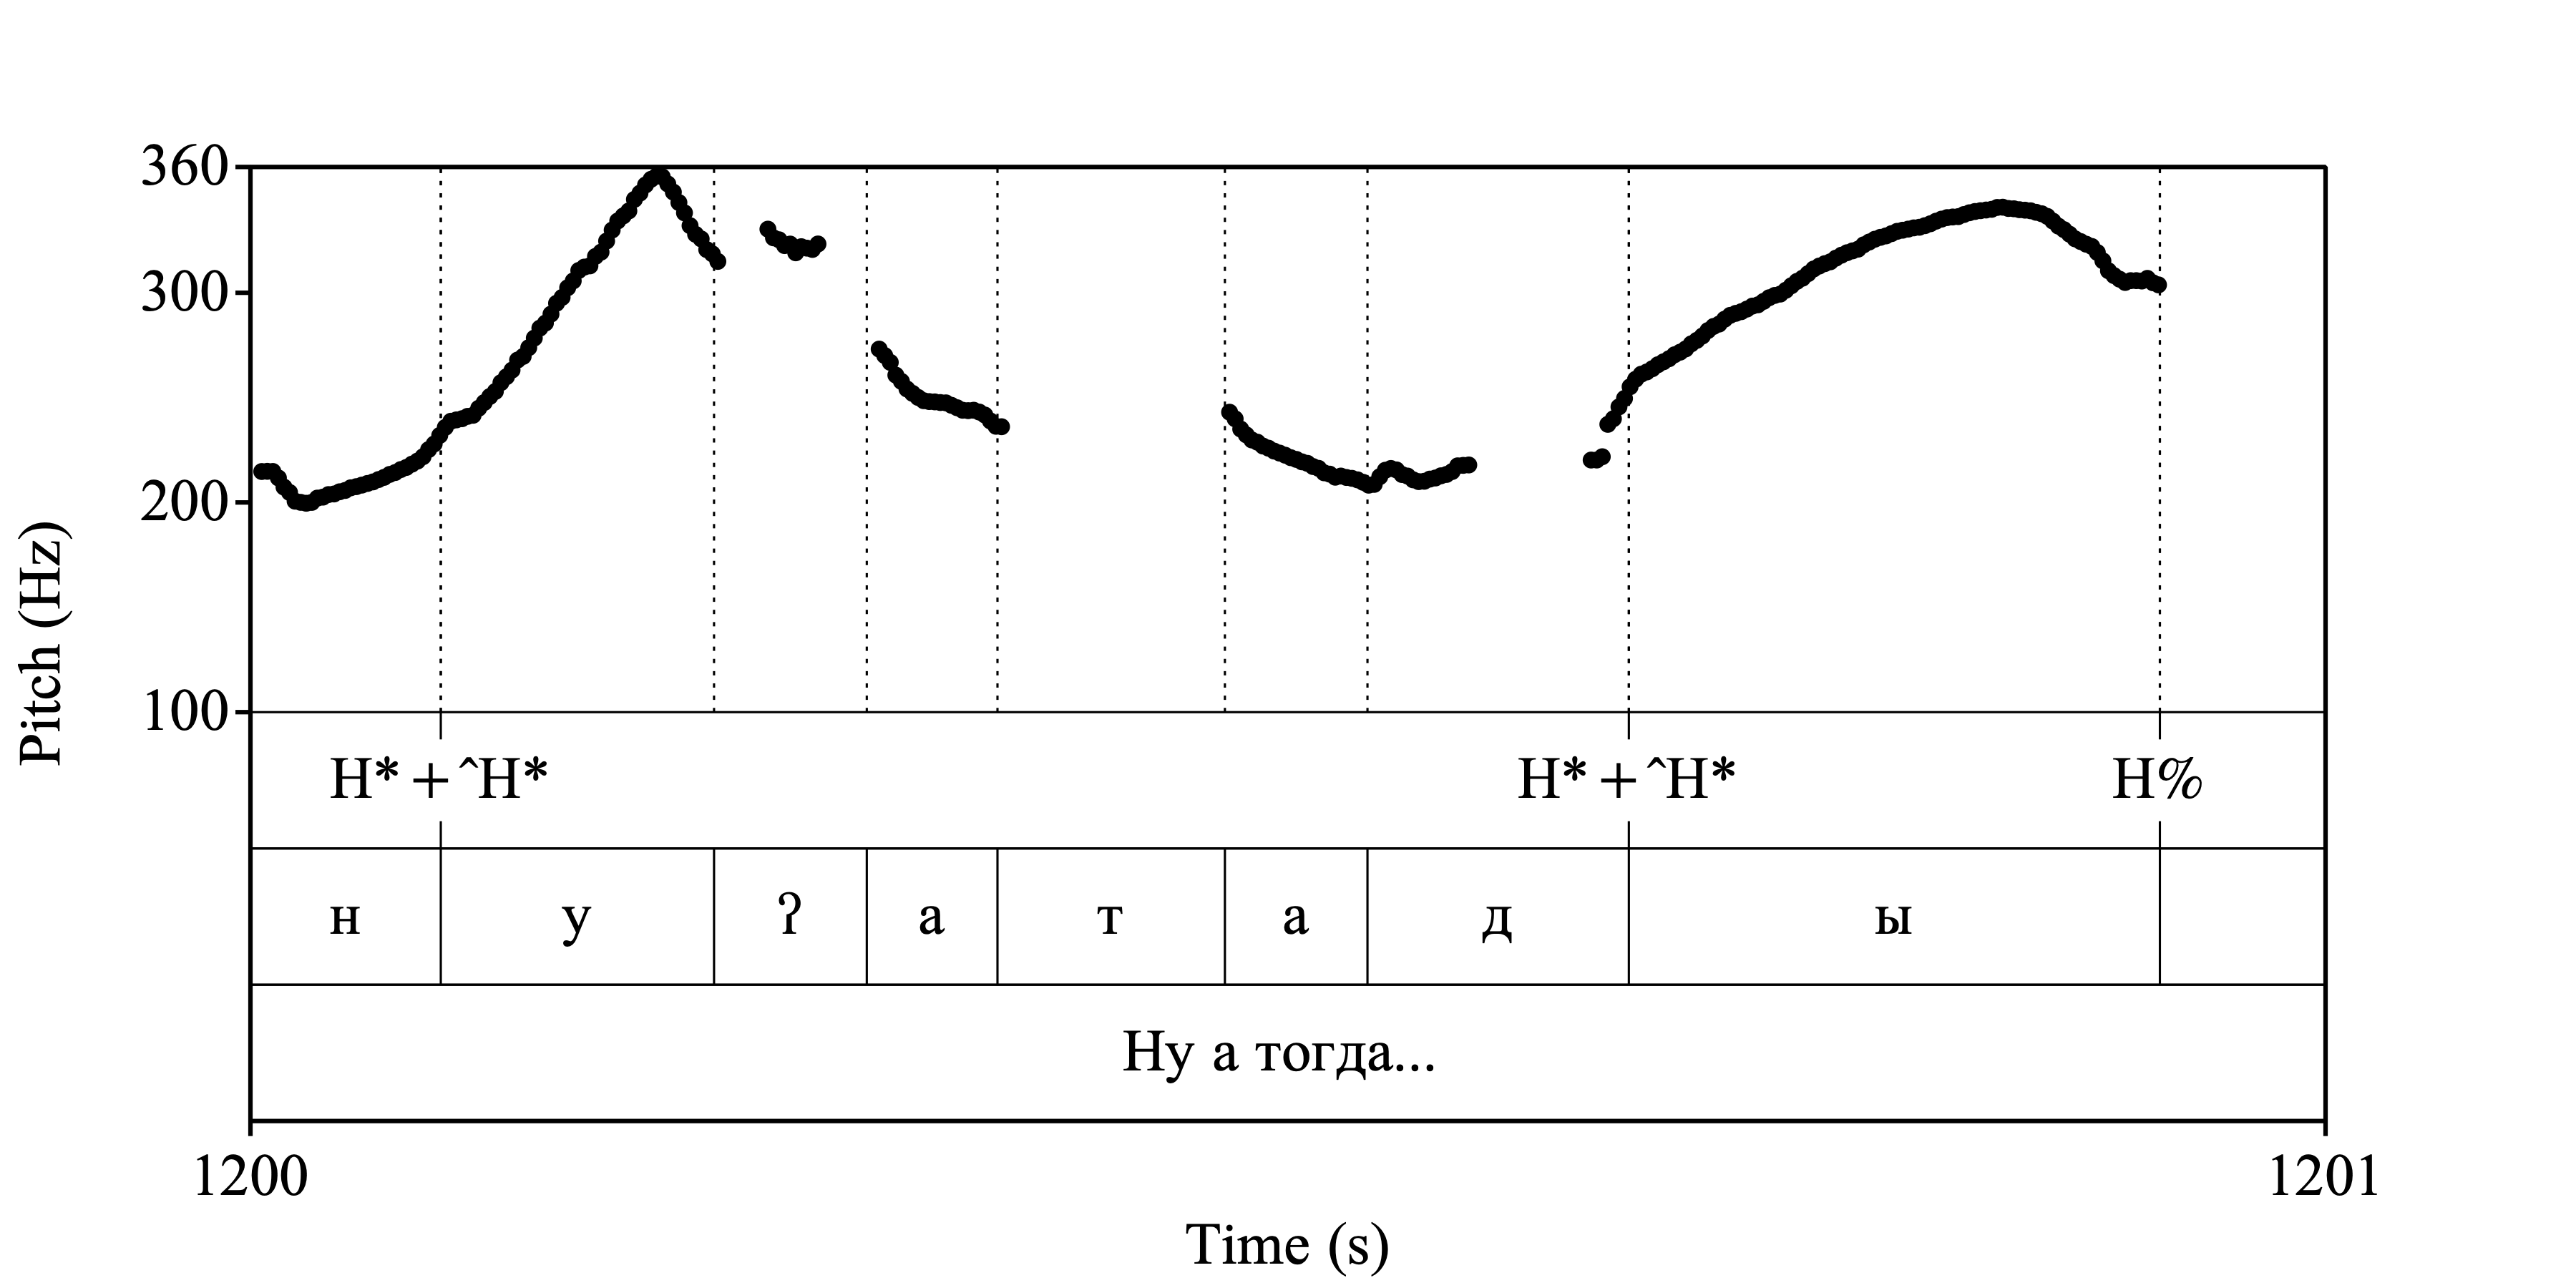 360
300
200
100
Pitch (Hz)
H* + ^H* H* + ^H* H%
н у ʔ а т а д ы
Ну а тогда...
1200 1201
Time (s)